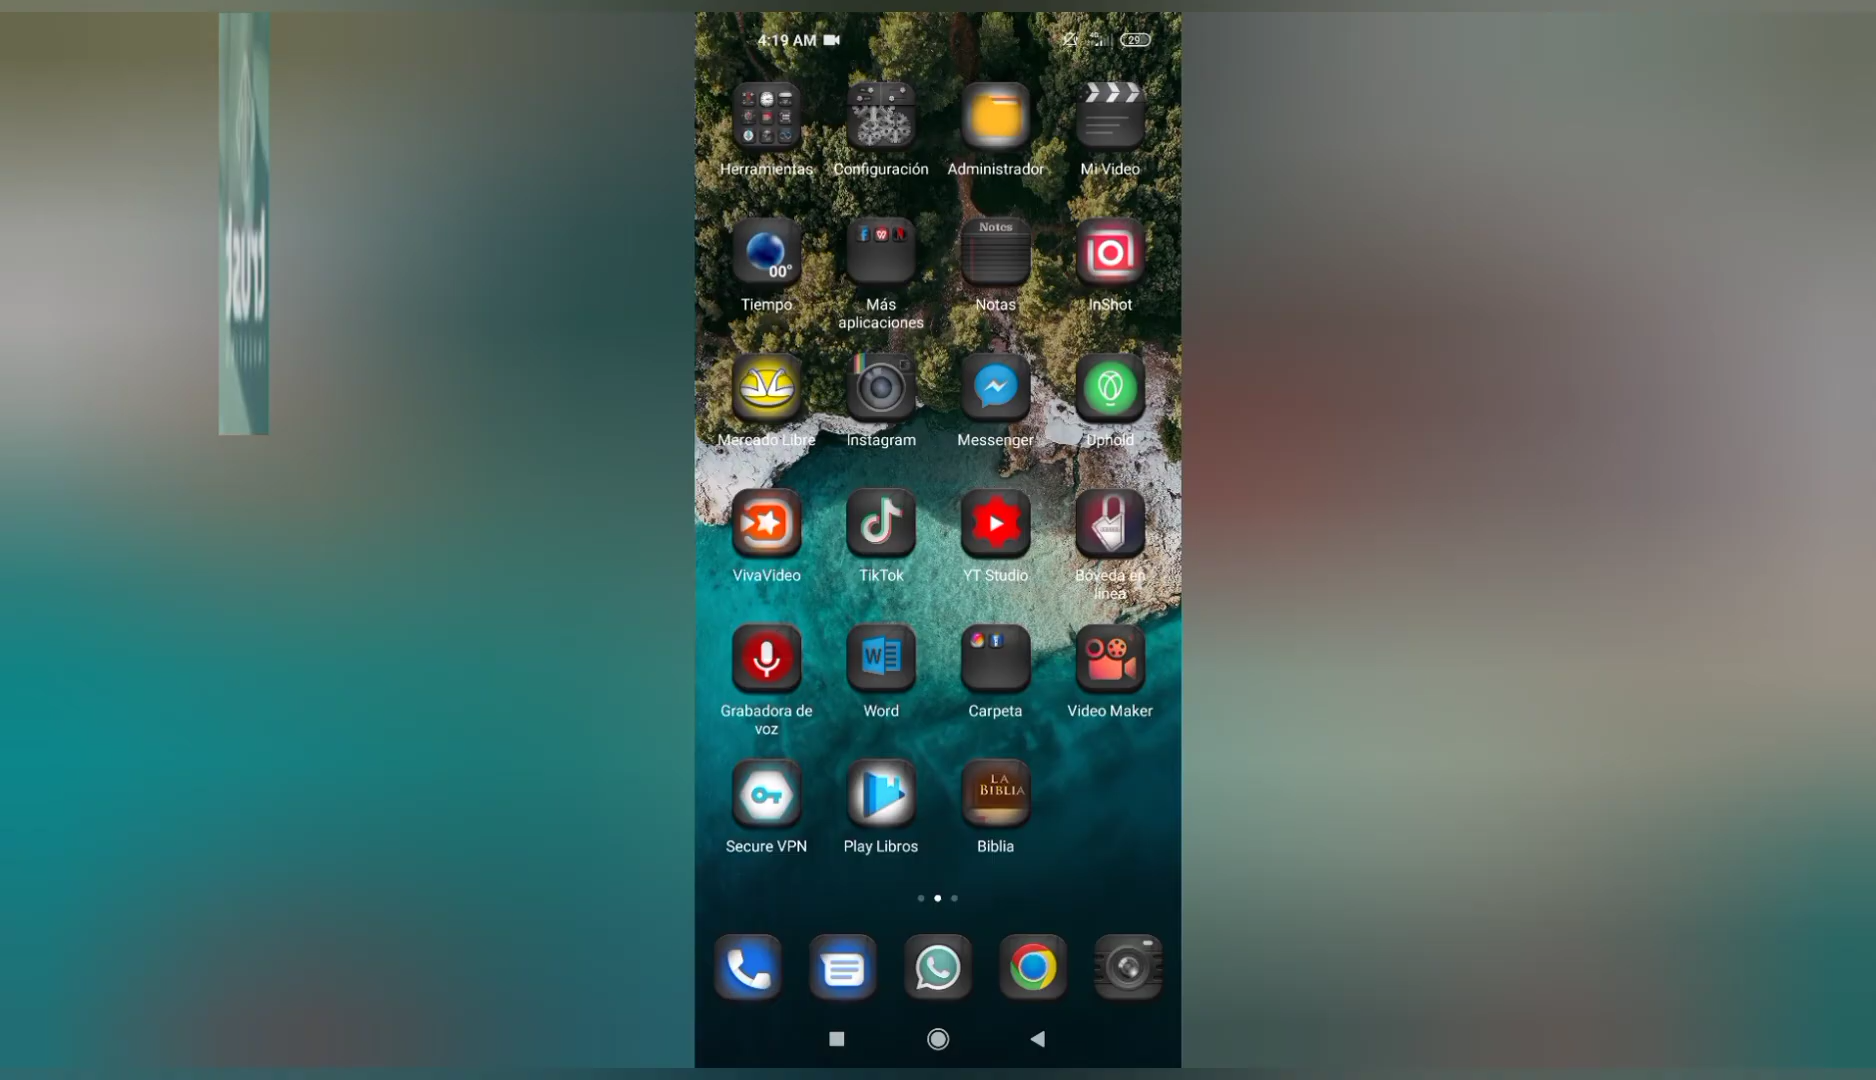 4:19 AM
4G
29
Herramientas
Configuración
Administrador
Mi Video
00°
Notes
Tiempo
Más
aplicaciones
Notas
InShot
Mercado Libre
Instagram
Messenger
Uphold
VivaVideo
TikTok
YT Studio
Bóveda en
línea
W
LA
BIBLIA
Grabadora de
voz
Word
Carpeta
Video Maker
Secure VPN
Play Libros
Biblia